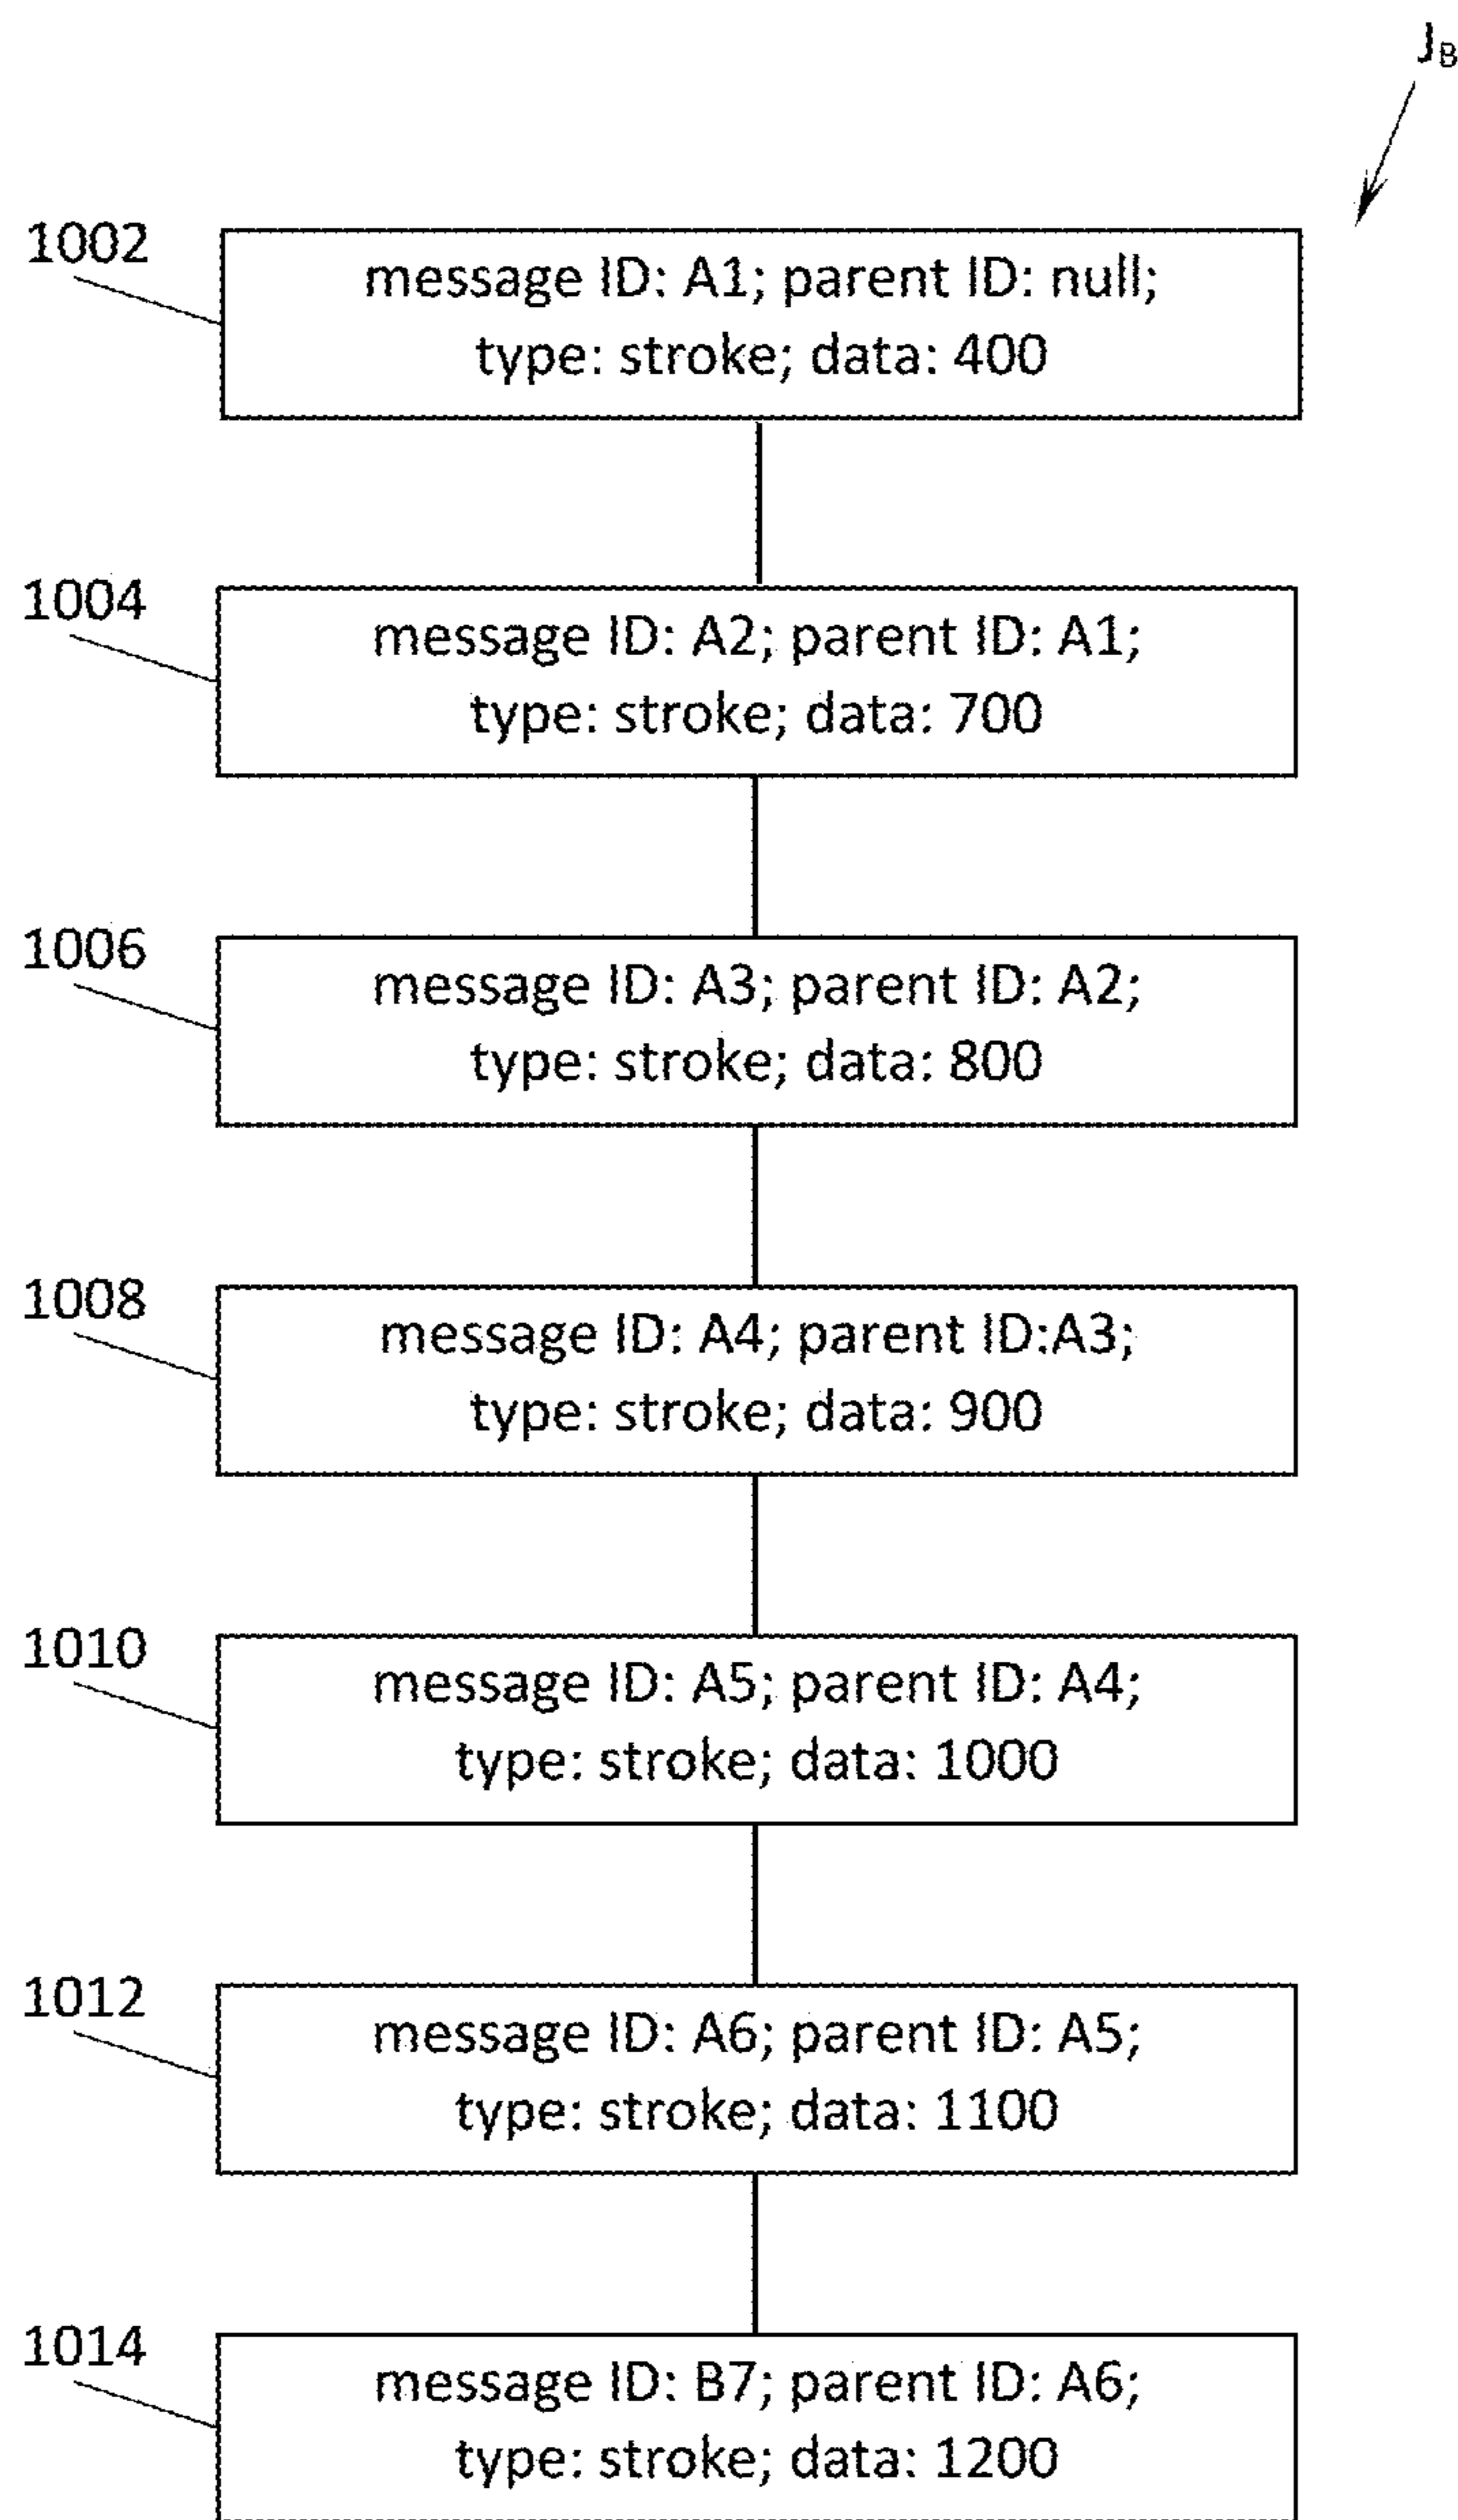 J_B
1002
message ID: A1; parent ID: null;
type: stroke; data: 400
1004
message ID: A2; parent ID: A1;
type: stroke; data: 700
1006
message ID: A3; parent ID: A2;
type: stroke; data: 800
1008
message ID: A4; parent ID:A3;
type: stroke; data: 900
1010
message ID: A5; parent ID: A4;
type: stroke; data: 1000
1012
message ID: A6; parent ID: A5;
type: stroke; data: 1100
1014
message ID: B7; parent ID: A6;
type: stroke; data: 1200